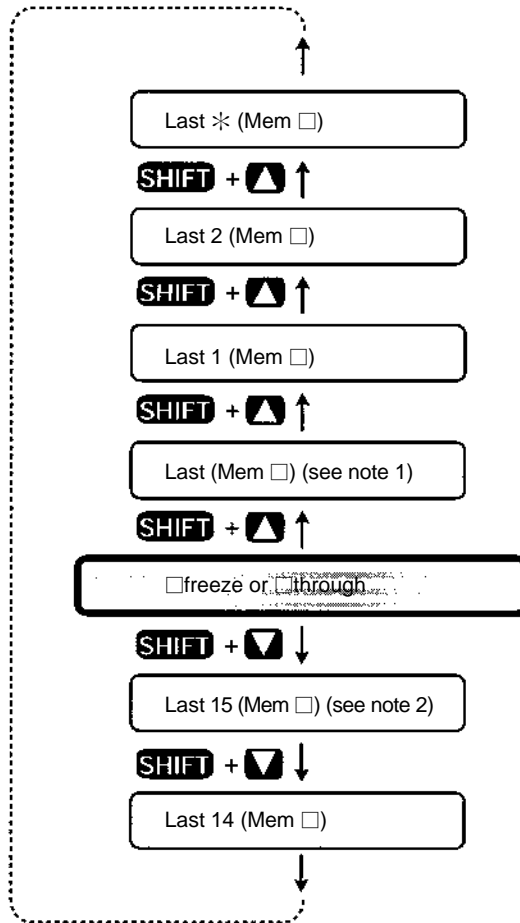 Last ✳ (Mem □)
SHIFT + ▲ ↑
Last 2 (Mem □)
SHIFT + ▲ ↑
Last 1 (Mem □)
SHIFT + ▲ ↑
Last (Mem □) (see note 1)
SHIFT + ▲ ↑
□freeze or □through
SHIFT + ▼ ↓
Last 15 (Mem □) (see note 2)
SHIFT + ▼ ↓
Last 14 (Mem □)